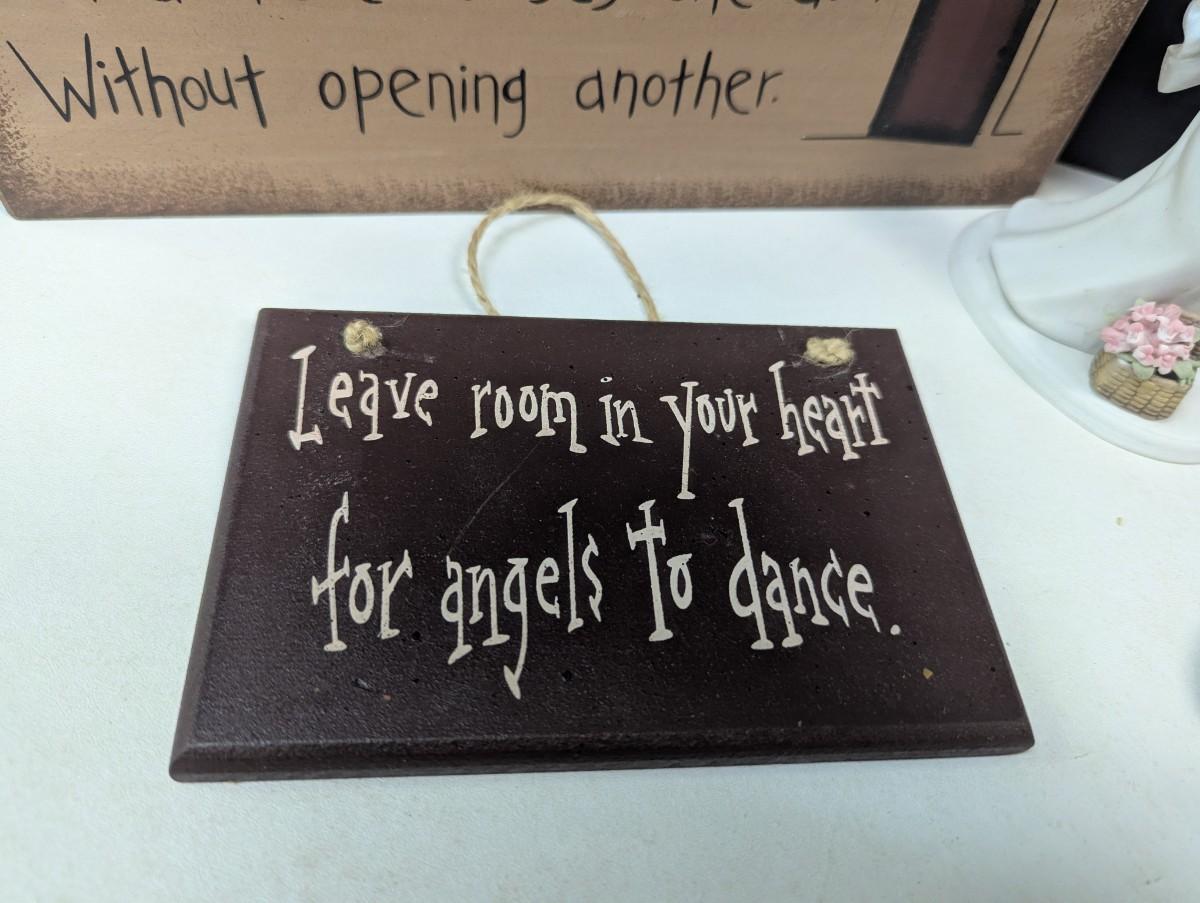 Without opening another.
Leave room in your heart
for angels to dance.